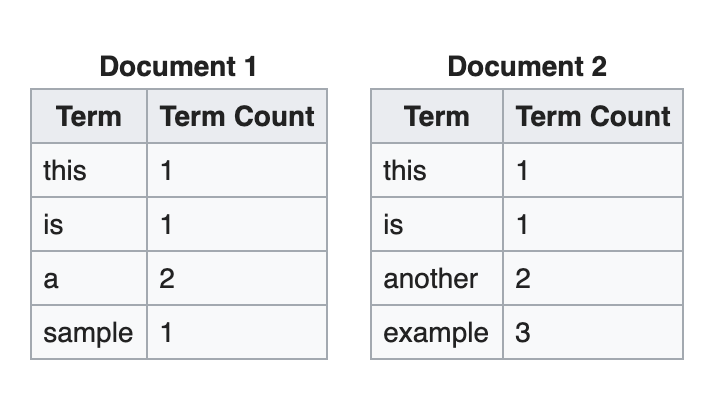 Document 1
Term Term Count
this 1
is 1
a 2
sample 1
Document 2
Term Term Count
this 1
is 1
another 2
example 3